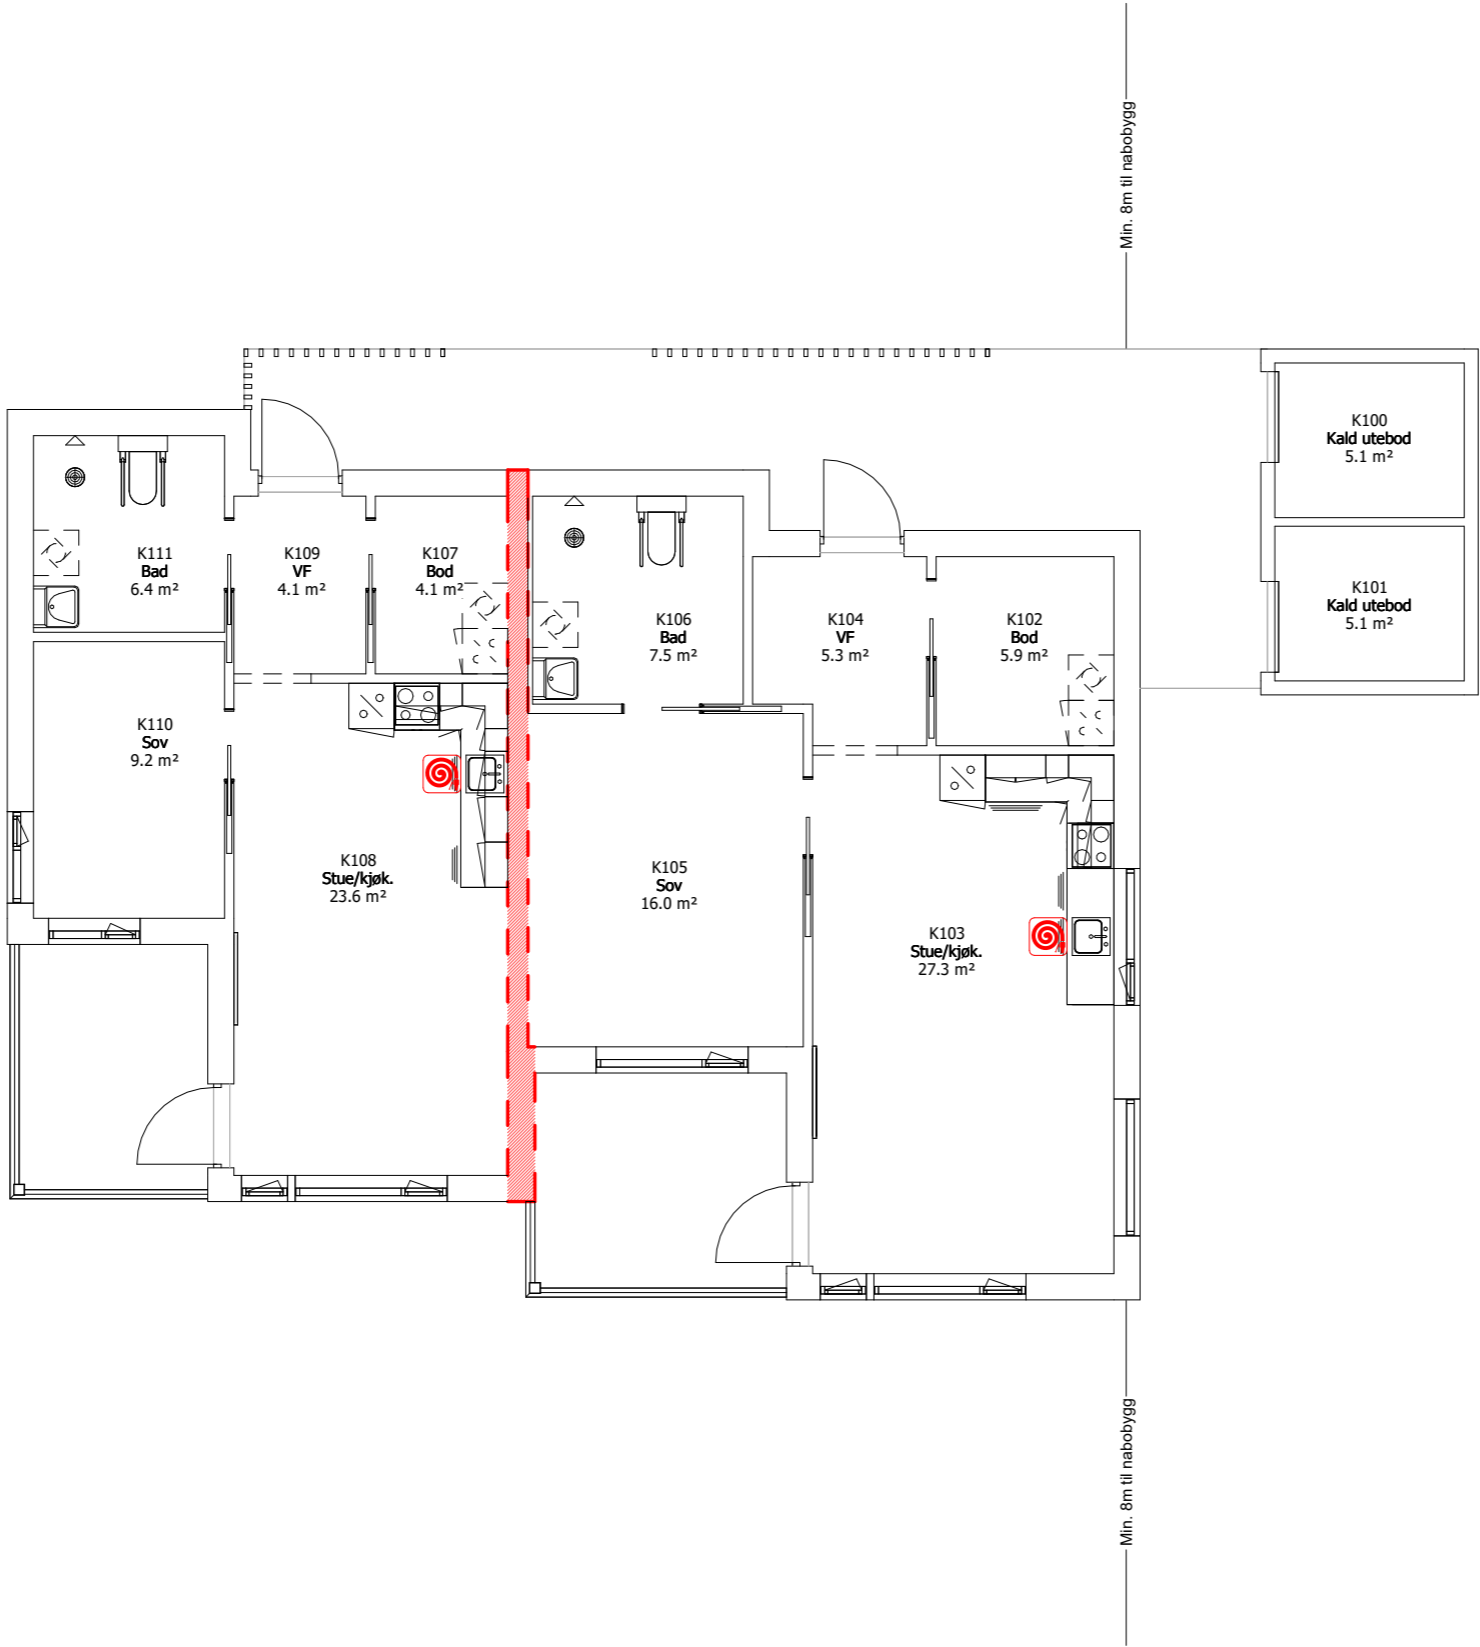 Min. 8m til nabobygg
K100
Kald utebod
5.1 m²
K101
Kald utebod
5.1 m²
K111
Bad
6.4 m²
K109
VF
4.1 m²
K107
Bod
4.1 m²
K106
Bad
7.5 m²
K104
VF
5.3 m²
K102
Bod
5.9 m²
K110
Sov
9.2 m²
K108
Stue/kjøk.
23.6 m²
K105
Sov
16.0 m²
K103
Stue/kjøk.
27.3 m²
Min. 8m til nabobygg